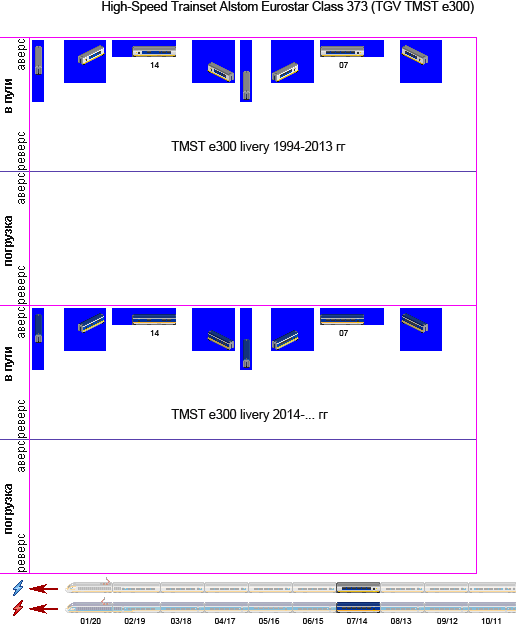 High-Speed Trainset Alstom Eurostar Class 373 (TGV TMST e300)
в пути
аверс
реверс
14
07
TMST e300 livery 1994-2013 гг
погрузка
аверс
реверс
в пути
аверс
реверс
14
07
TMST e300 livery 2014-... гг
погрузка
аверс
реверс
01/20 02/19 03/18 04/17 05/16 06/15 07/14 08/13 09/12 10/11